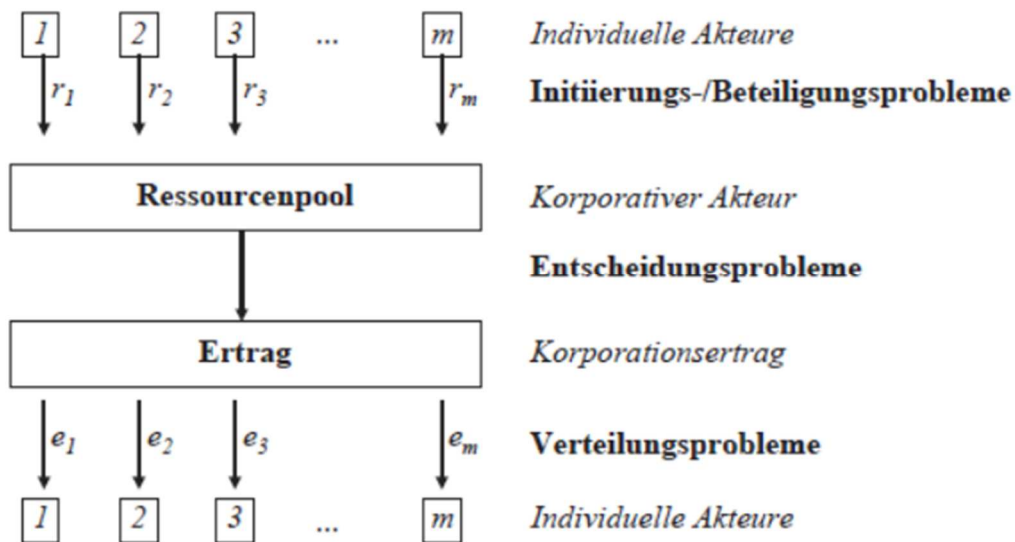 1 2 3 ... m Individuelle Akteure
r1 r2 r3 rm Initiierungs-/Beteiligungsprobleme
Ressourcenpool Korporativer Akteur
Entscheidungsprobleme
Ertrag Korporationsertrag
e1 e2 e3 em Verteilungsprobleme
1 2 3 ... m Individuelle Akteure